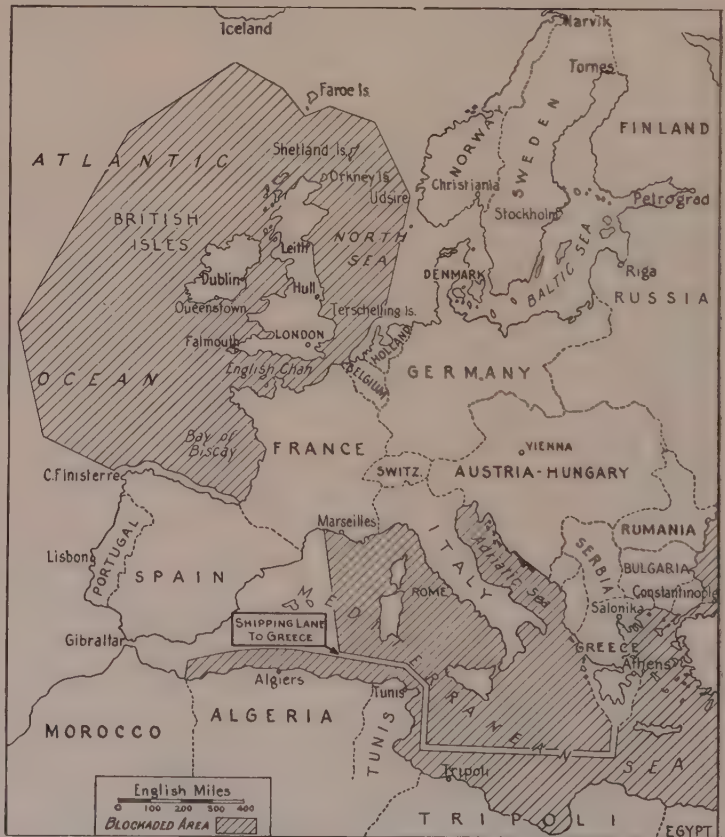 Iceland
Narvik
Tornes
Faroe Is.
FINLAND
NORWAY
SWEDEN
ATLANTIC
Shetland Is.
Orkney Is.
Christiania
Udsire
Petrograd
Stockholm
BRITISH
ISLES
Leith
NORTH
SEA
DENMARK
BALTIC SEA
Riga
Dublin
Hull
RUSSIA
Queenstown
Terschelling Is.
HOLLAND
LONDON
Falmouth
BELGIUM
GERMANY
English Chan
OCEAN
Bay of
Biscay
FRANCE
VIENNA
SWITZ.
AUSTRIA-HUNGARY
C. Finisterre
Marseilles
ITALY
RUMANIA
Adriatic Sea
SERBIA
BULGARIA
Lisbon
PORTUGAL
SPAIN
ROME
Constantinople
Salonika
MEDITERRANEAN
SHIPPING LANE
TO GREECE
GREECE
Athens
Gibraltar
Algiers
Tunis
ALGERIA
MOROCCO
TUNIS
SEA
Tripoli
English Miles
0 100 200 300 400
BLOCKADED AREA
TRIPOLI
EGYPT